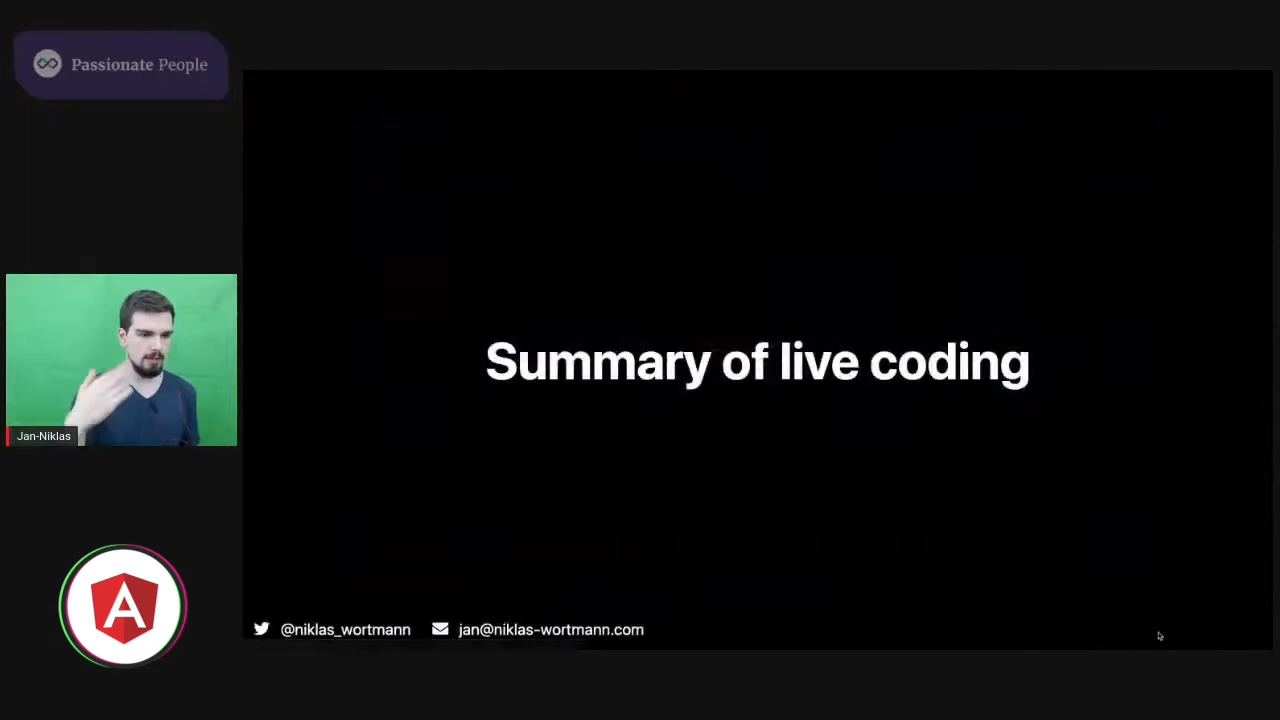 Passionate People
Summary of live coding
Jan-Niklas
A
@niklas_wortmann jan@niklas-wortmann.com